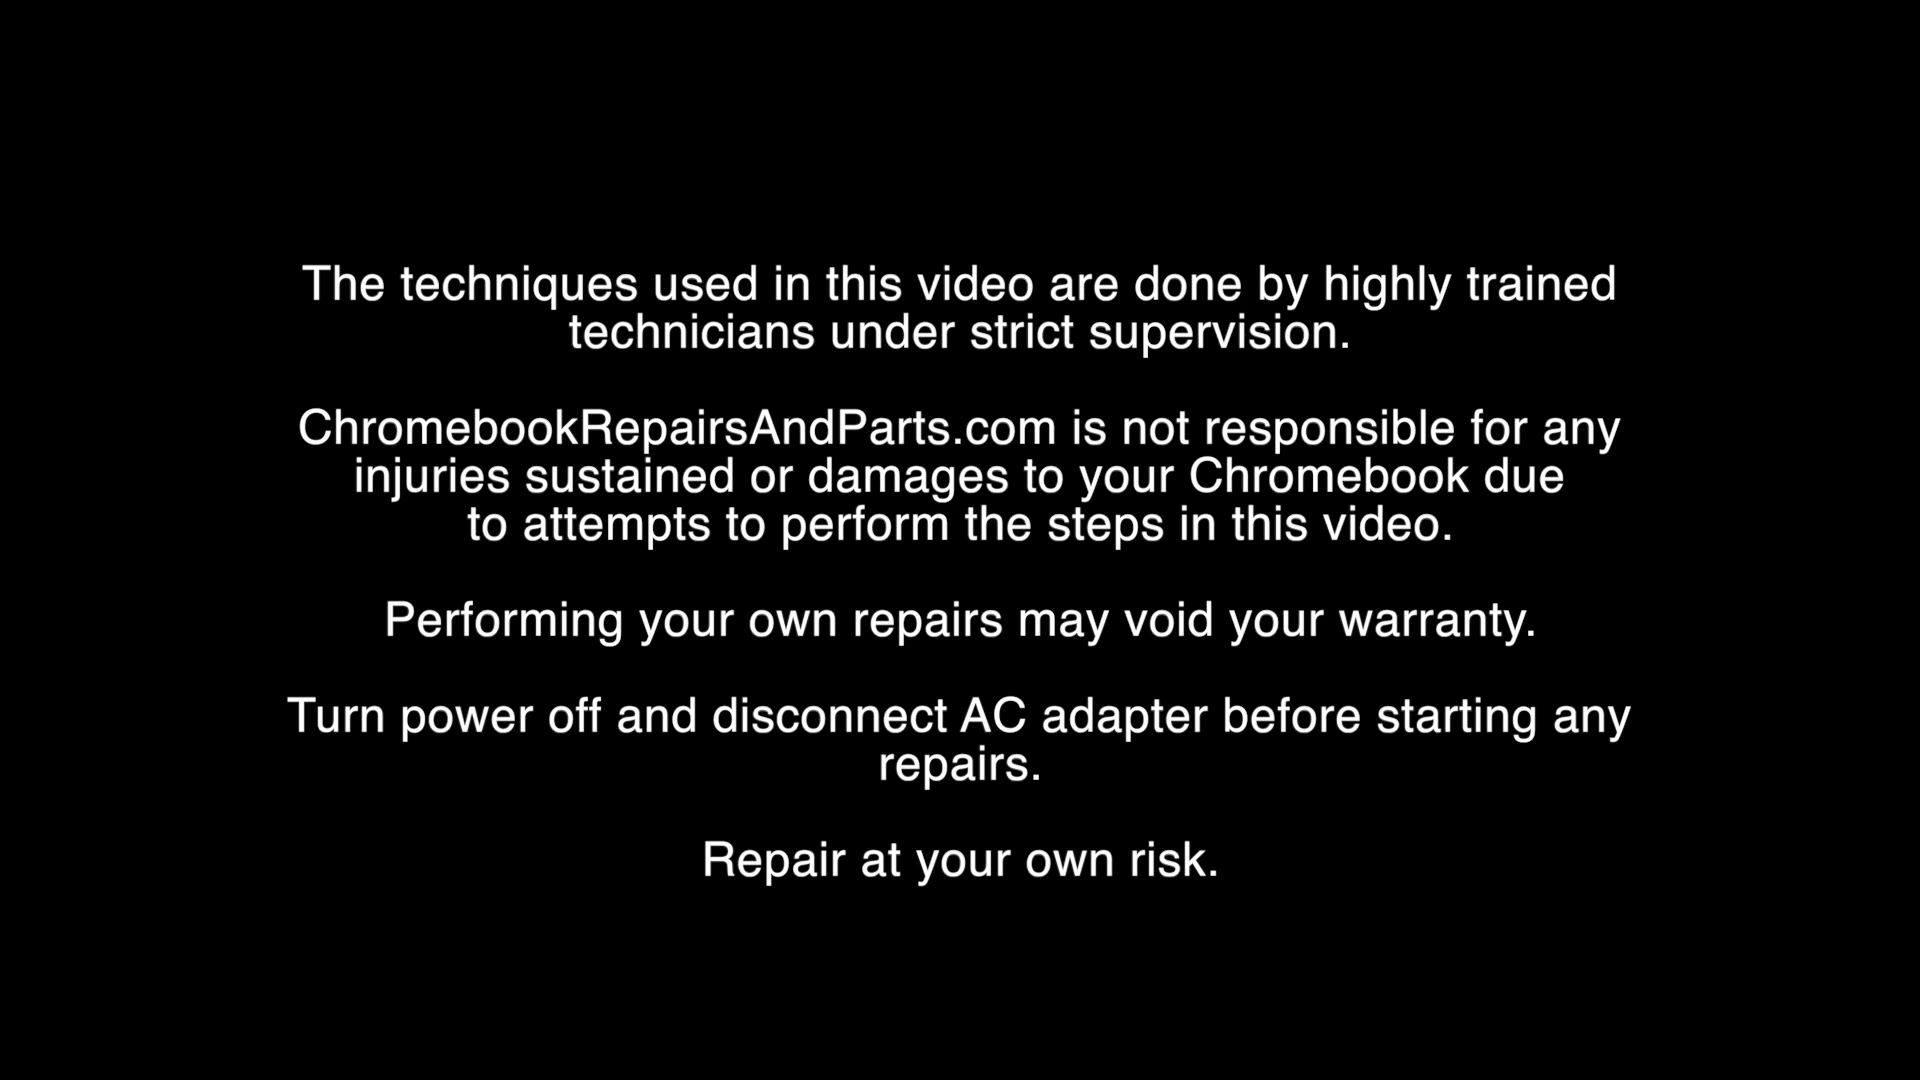 The techniques used in this video are done by highly trained
technicians under strict supervision.
ChromebookRepairsAndParts.com is not responsible for any
injuries sustained or damages to your Chromebook due
to attempts to perform the steps in this video.
Performing your own repairs may void your warranty.
Turn power off and disconnect AC adapter before starting any
repairs.
Repair at your own risk.